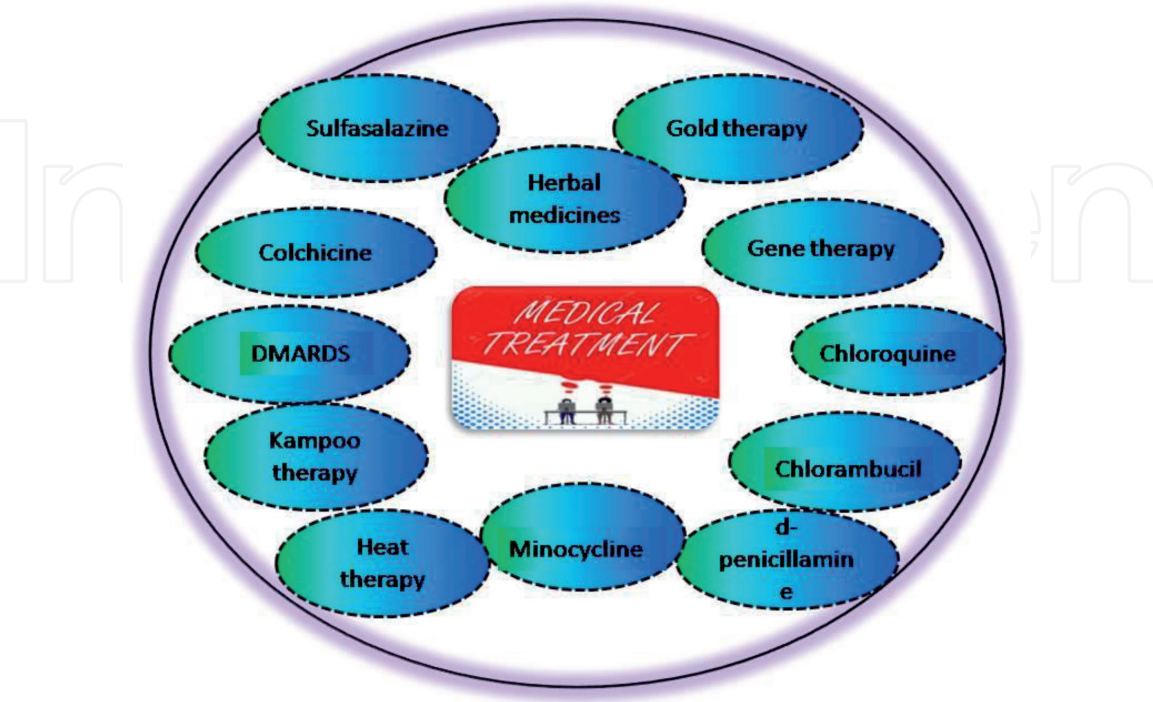 Sulfasalazine
Gold therapy
Herbal
medicines
Colchicine
Gene therapy
MEDICAL
TREATMENT
DMARDS
Chloroquine
Kampoo
therapy
Chlorambucil
Heat
therapy
Minocycline
d-
penicillamin
e